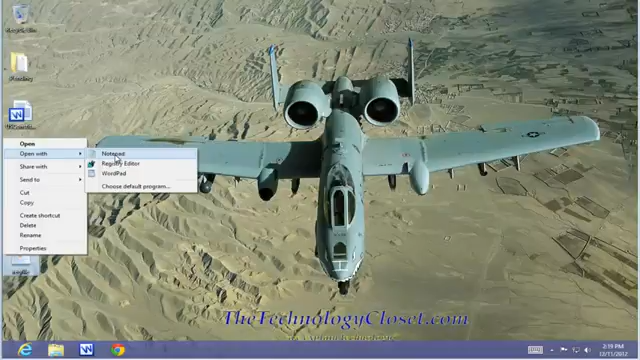 Open
Open with
Notepad
Registry Editor
Share with
WordPad
Send to
Choose default program...
Cut
Copy
Create shortcut
Delete
Rename
Properties
TheTechnologyCloset.com
2:19 PM